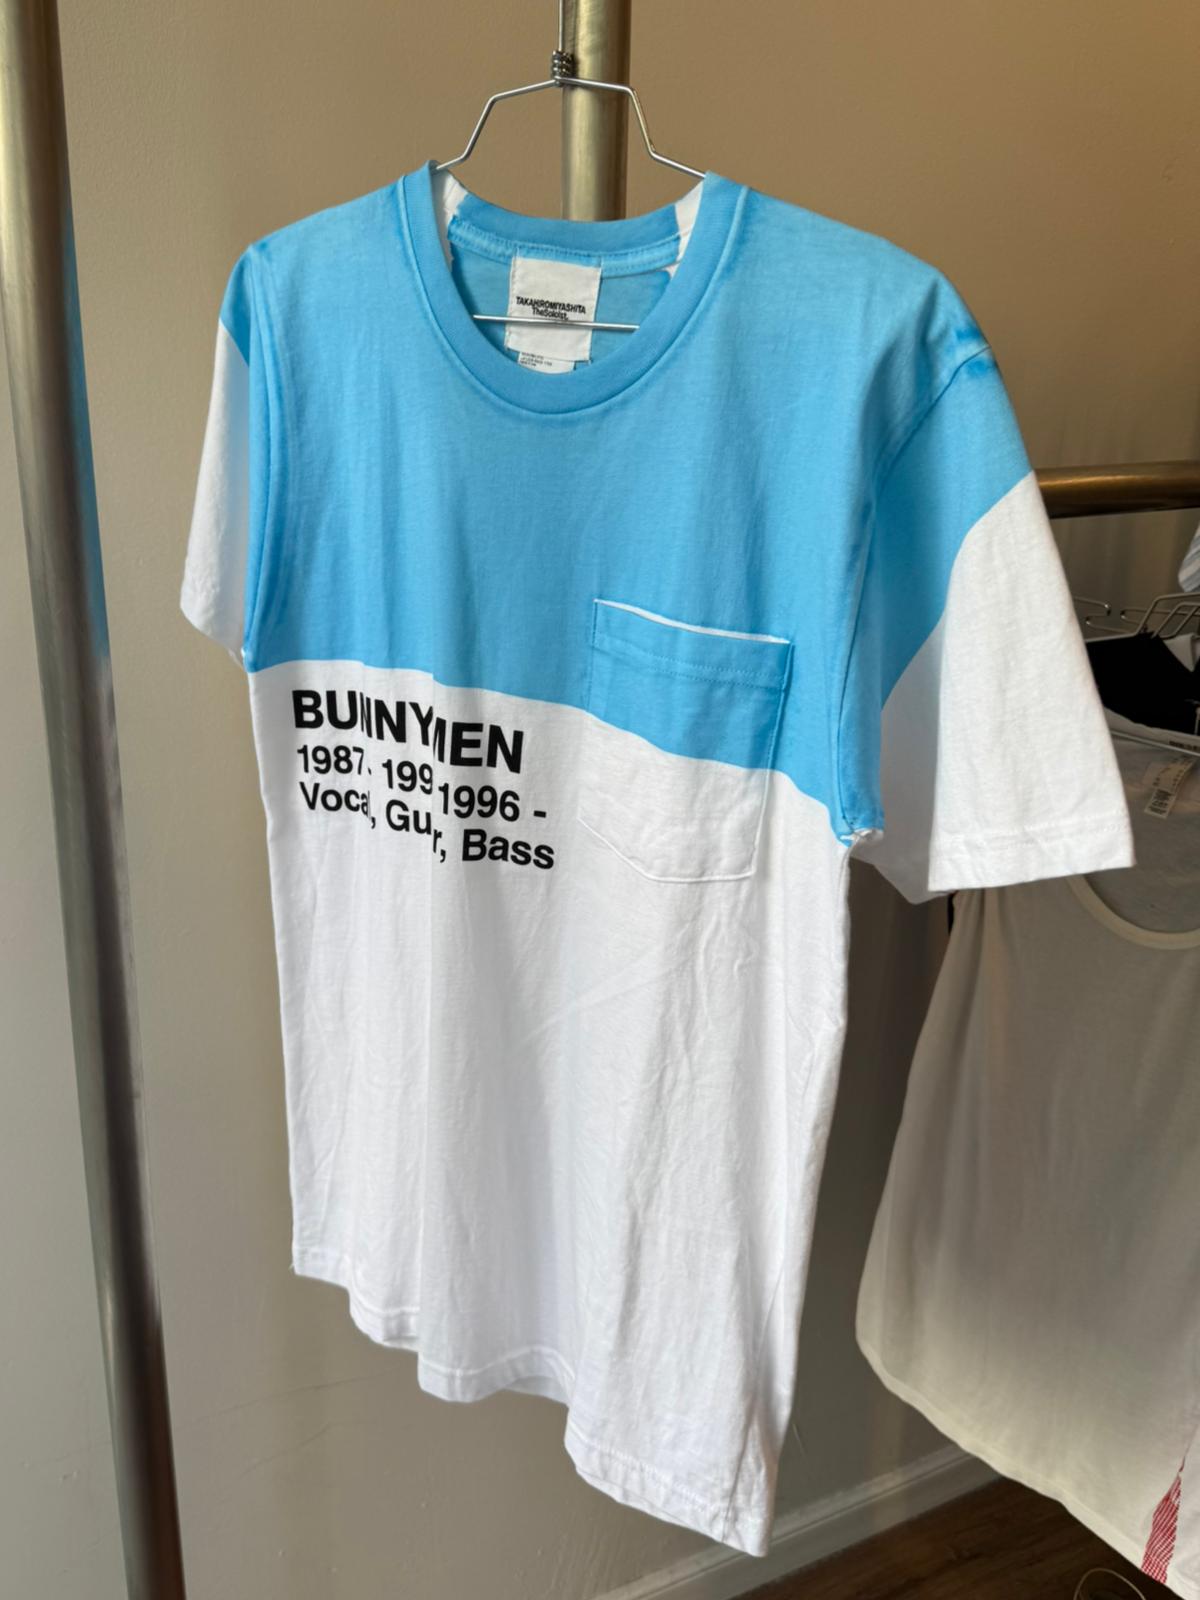 TAKAHIROMIYASHITA
TheSoloist.
BUNNYMEN
1987. 199 1996 -
Vocal, Gu r, Bass